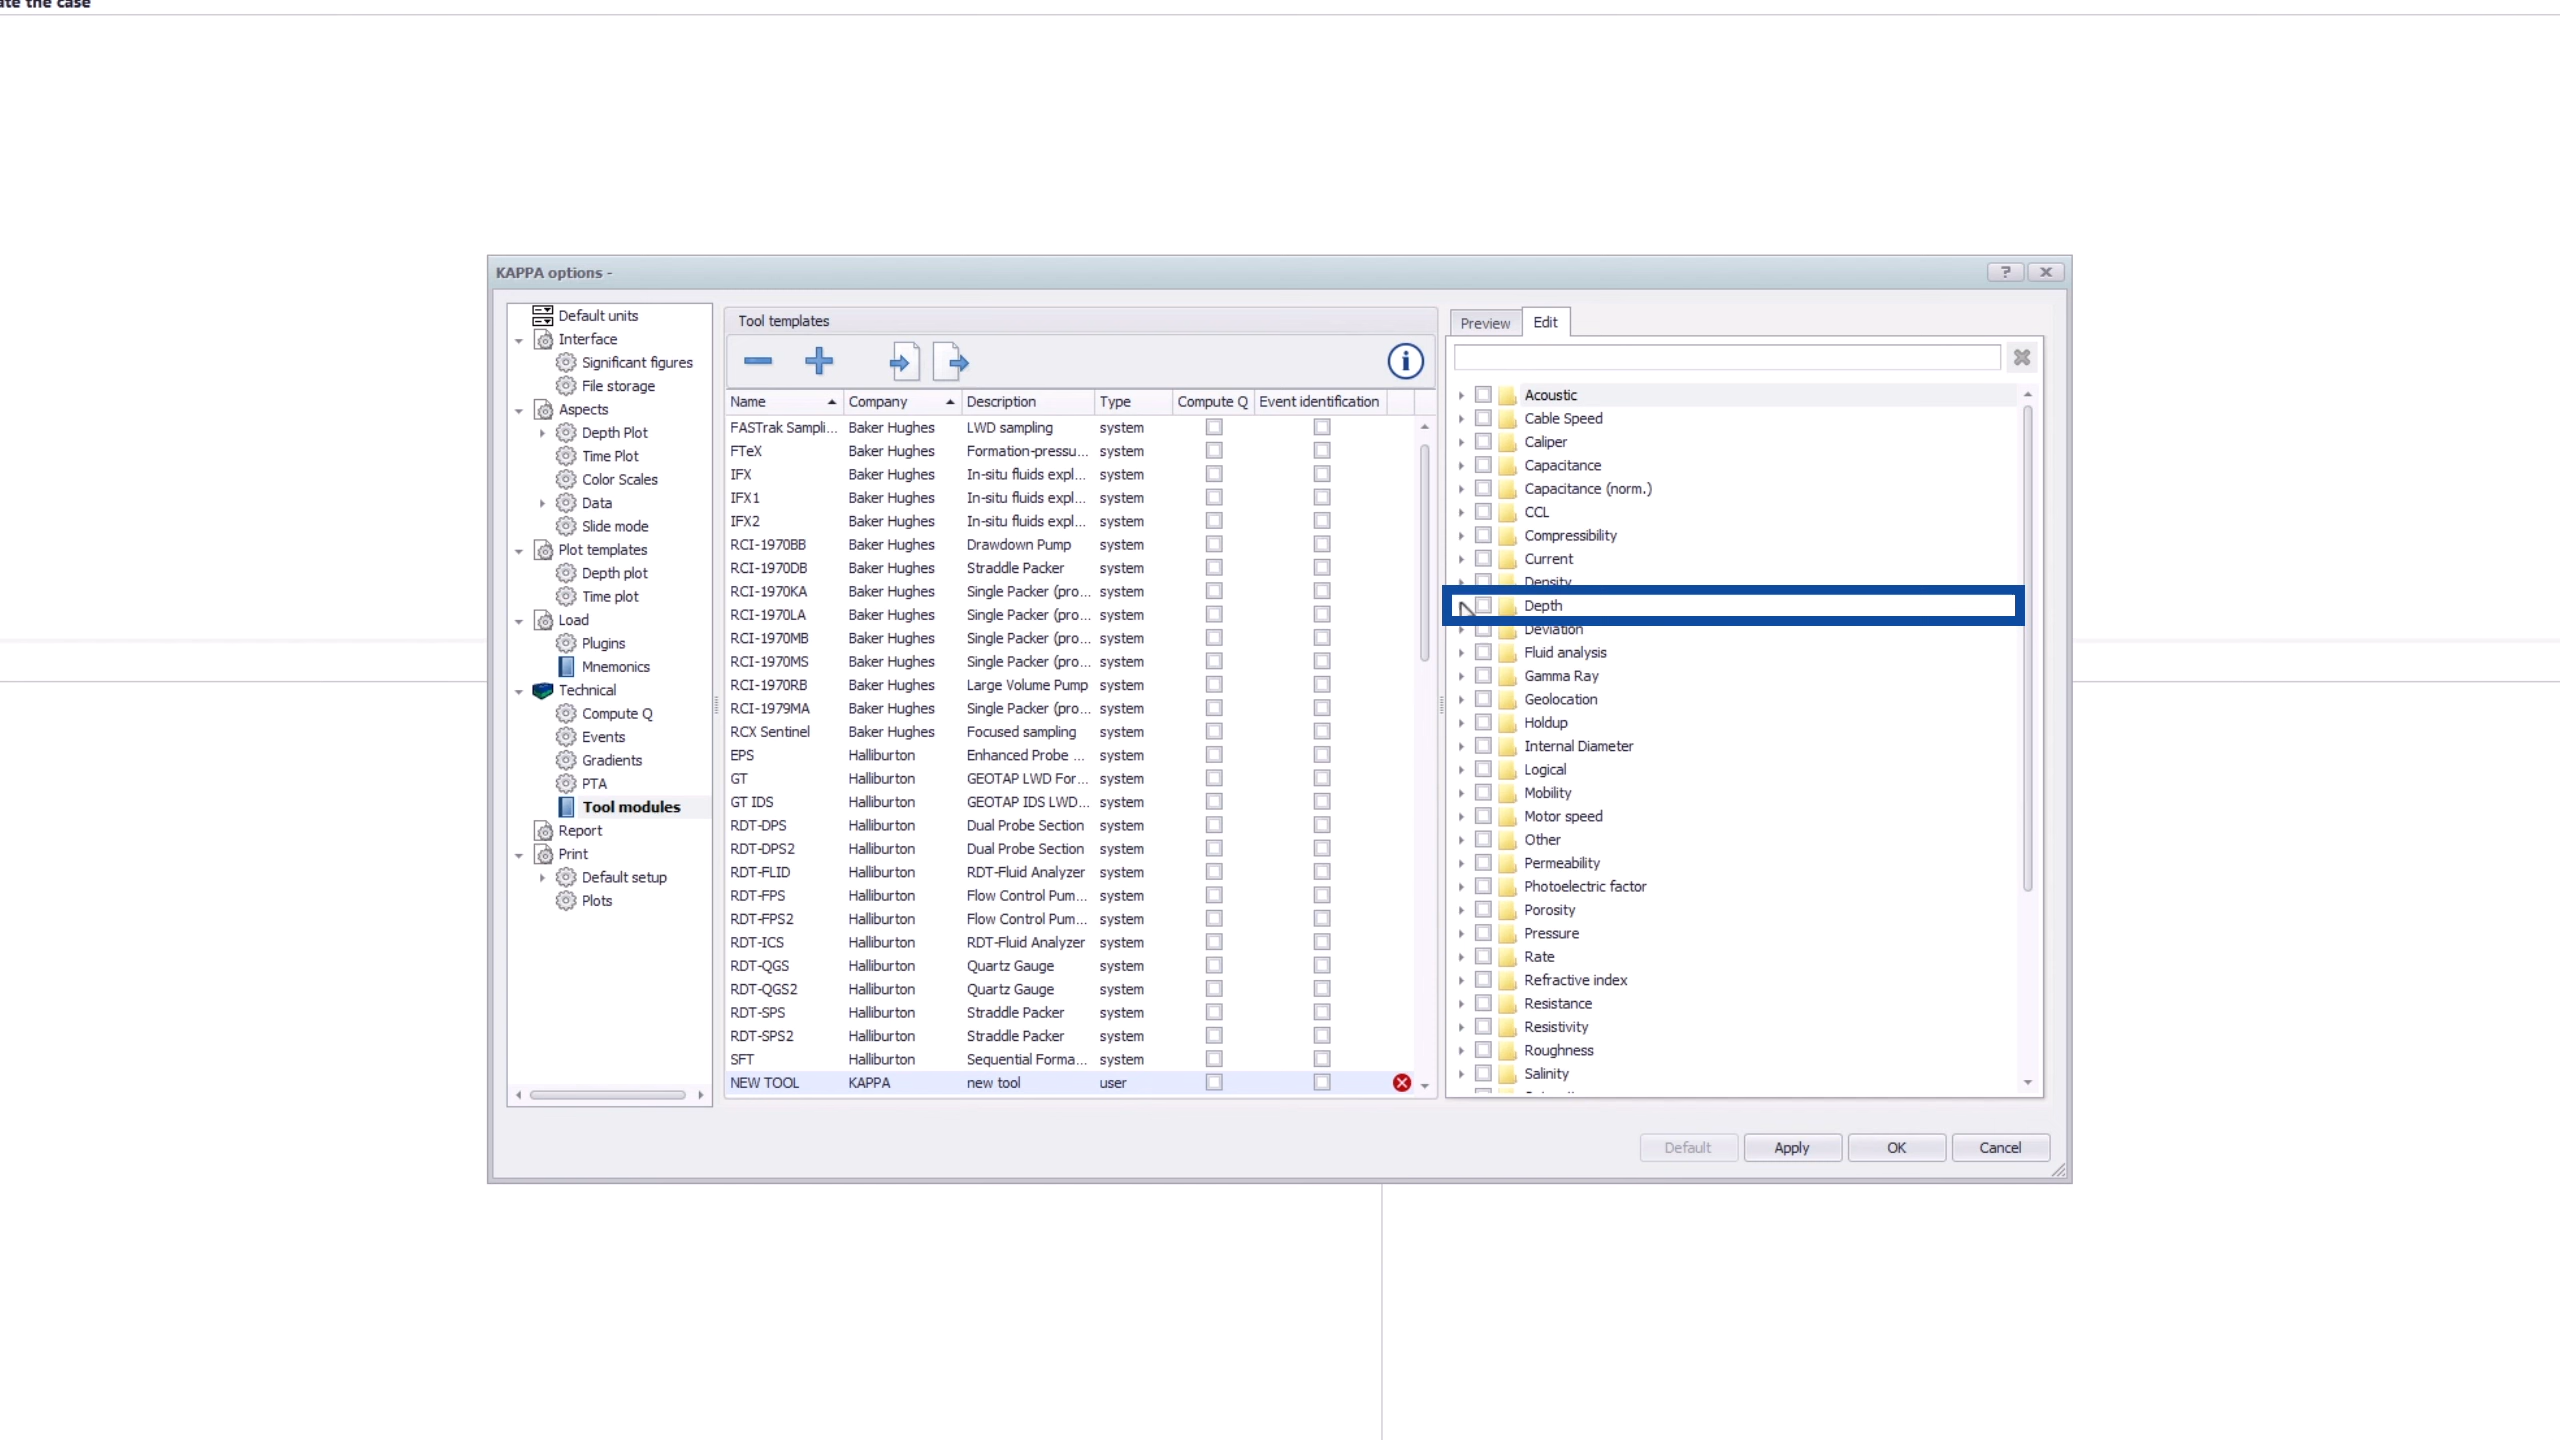 ate the case
KAPPA options -
?
Default units
Interface
Significant figures
File storage
Aspects
Depth Plot
Time Plot
Color Scales
Data
Slide mode
Plot templates
Depth plot
Time plot
Load
Plugins
Mnemonics
Technical
Compute Q
Events
Gradients
PTA
Tool modules
Report
Print
Default setup
Plots
Tool templates
Name Company Description Type Compute Q Event identification
FASTrak Sampli... Baker Hughes LWD sampling system
FTeX Baker Hughes Formation-pressu... system
IFX Baker Hughes In-situ fluids expl... system
IFX1 Baker Hughes In-situ fluids expl... system
IFX2 Baker Hughes In-situ fluids expl... system
RCI-1970BB Baker Hughes Drawdown Pump system
RCI-1970DB Baker Hughes Straddle Packer system
RCI-1970KA Baker Hughes Single Packer (pro... system
RCI-1970LA Baker Hughes Single Packer (pro... system
RCI-1970MB Baker Hughes Single Packer (pro... system
RCI-1970MS Baker Hughes Single Packer (pro... system
RCI-1970RB Baker Hughes Large Volume Pump system
RCI-1979MA Baker Hughes Single Packer (pro... system
RCX Sentinel Baker Hughes Focused sampling system
EPS Halliburton Enhanced Probe ... system
GT Halliburton GEOTAP LWD For... system
GT IDS Halliburton GEOTAP IDS LWD... system
RDT-DPS Halliburton Dual Probe Section system
RDT-DPS2 Halliburton Dual Probe Section system
RDT-FLID Halliburton RDT-Fluid Analyzer system
RDT-FPS Halliburton Flow Control Pum... system
RDT-FPS2 Halliburton Flow Control Pum... system
RDT-ICS Halliburton RDT-Fluid Analyzer system
RDT-QGS Halliburton Quartz Gauge system
RDT-QGS2 Halliburton Quartz Gauge system
RDT-SPS Halliburton Straddle Packer system
RDT-SPS2 Halliburton Straddle Packer system
SFT Halliburton Sequential Forma... system
NEW TOOL KAPPA new tool user
Preview Edit
Acoustic
Cable Speed
Caliper
Capacitance
Capacitance (norm.)
CCL
Compressibility
Current
Density
Depth
Deviation
Fluid analysis
Gamma Ray
Geolocation
Holdup
Internal Diameter
Logical
Mobility
Motor speed
Other
Permeability
Photoelectric factor
Porosity
Pressure
Rate
Refractive index
Resistance
Resistivity
Roughness
Salinity
Default Apply OK Cancel